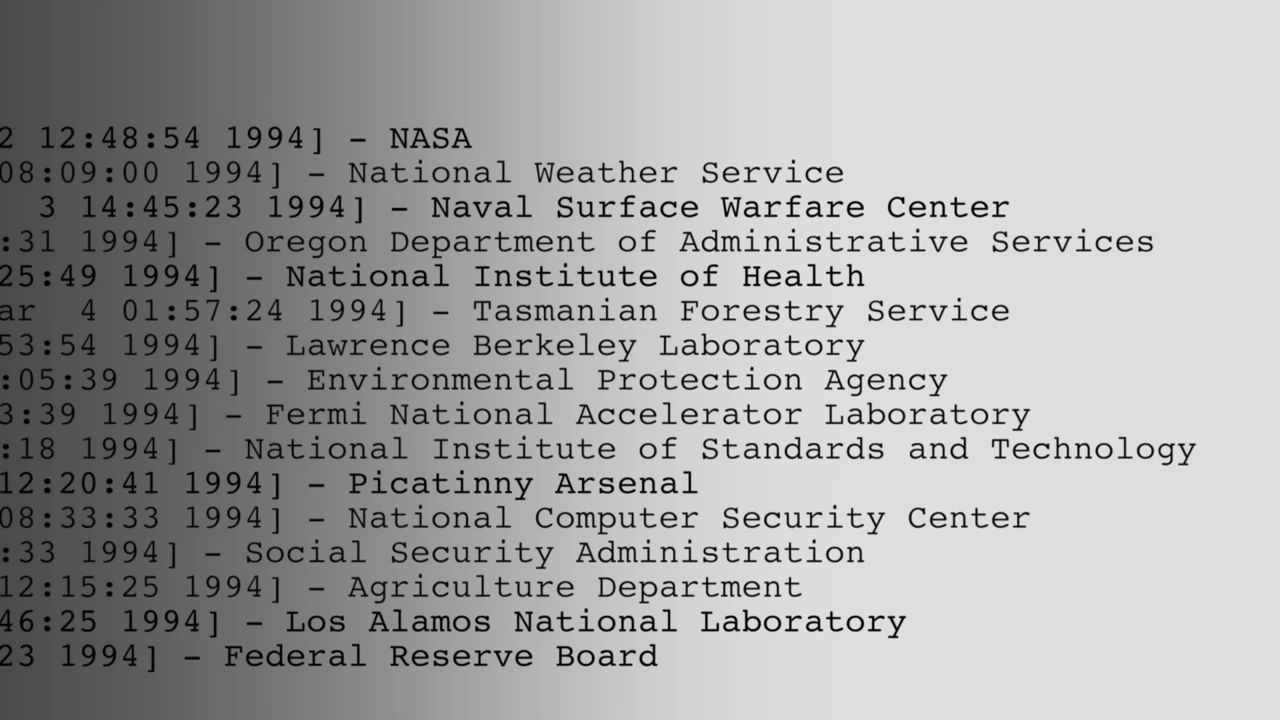 2 12:48:54 1994] - NASA
08:09:00 1994] - National Weather Service
3 14:45:23 1994] - Naval Surface Warfare Center
:31 1994] - Oregon Department of Administrative Services
25:49 1994] - National Institute of Health
ar 4 01:57:24 1994] - Tasmanian Forestry Service
53:54 1994] - Lawrence Berkeley Laboratory
:05:39 1994] - Environmental Protection Agency
3:39 1994] - Fermi National Accelerator Laboratory
:18 1994] - National Institute of Standards and Technology
12:20:41 1994] - Picatinny Arsenal
08:33:33 1994] - National Computer Security Center
:33 1994] - Social Security Administration
12:15:25 1994] - Agriculture Department
46:25 1994] - Los Alamos National Laboratory
23 1994] - Federal Reserve Board